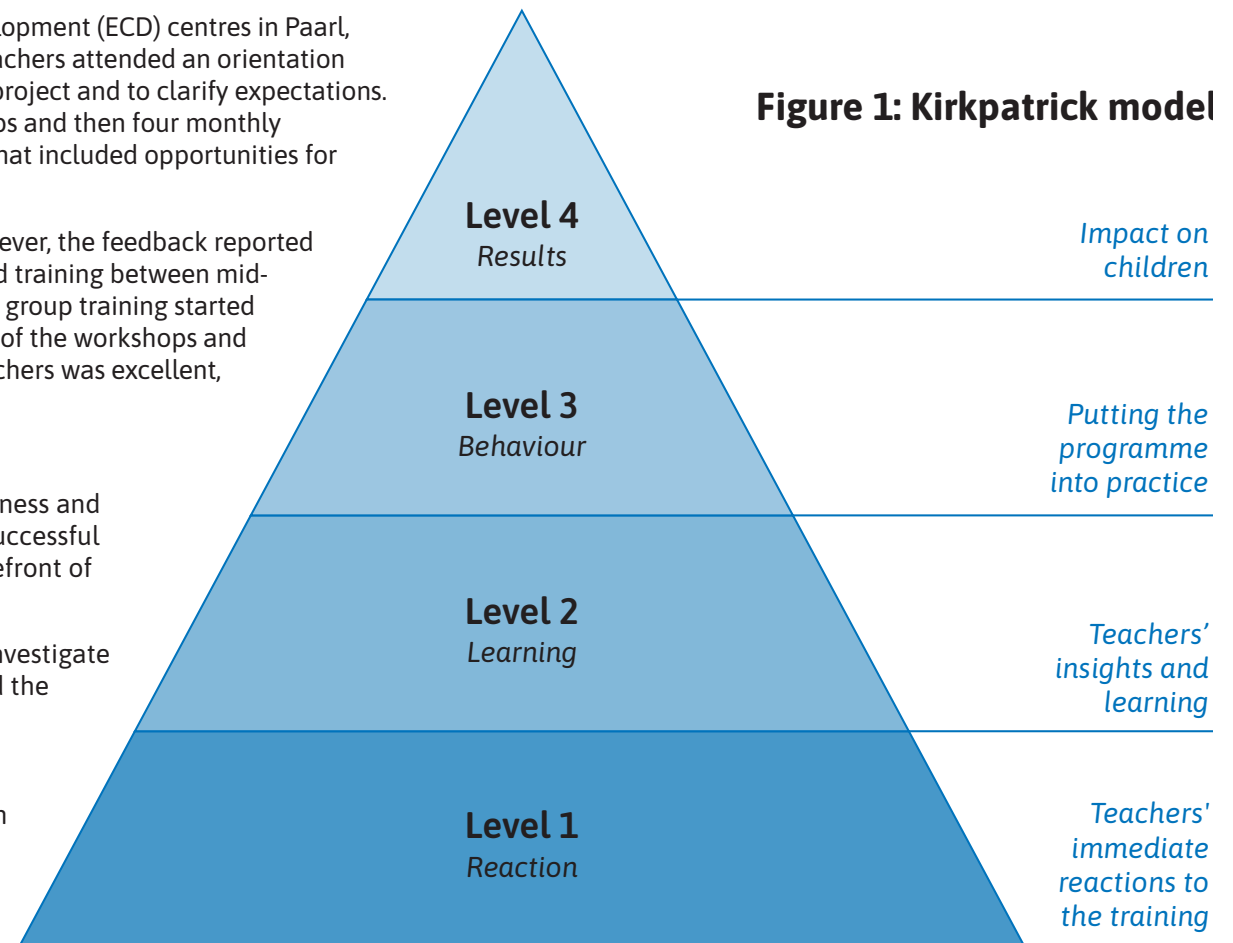 lopment (ECD) centres in Paarl,
achers attended an orientation
project and to clarify expectations.
ps and then four monthly
hat included opportunities for
ever, the feedback reported
d training between mid-
group training started
of the workshops and
chers was excellent,
ness and
uccessful
efront of
nvestigate
d the
n
Figure 1: Kirkpatrick model
Level 4
Results
Impact on
children
Level 3
Behaviour
Putting the
programme
into practice
Level 2
Learning
Teachers’
insights and
learning
Level 1
Reaction
Teachers'
immediate
reactions to
the training